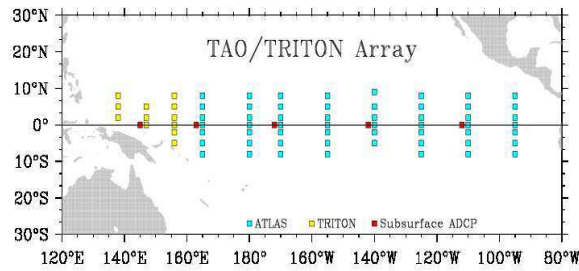 30°N
TAO/TRITON Array
20°N
10°N
0°
10°S
20°S
ATLAS TRITON Subsurface ADCP
30°S
120°E 140°E 160°E 180° 160°W 140°W 120°W 100°W 80°W